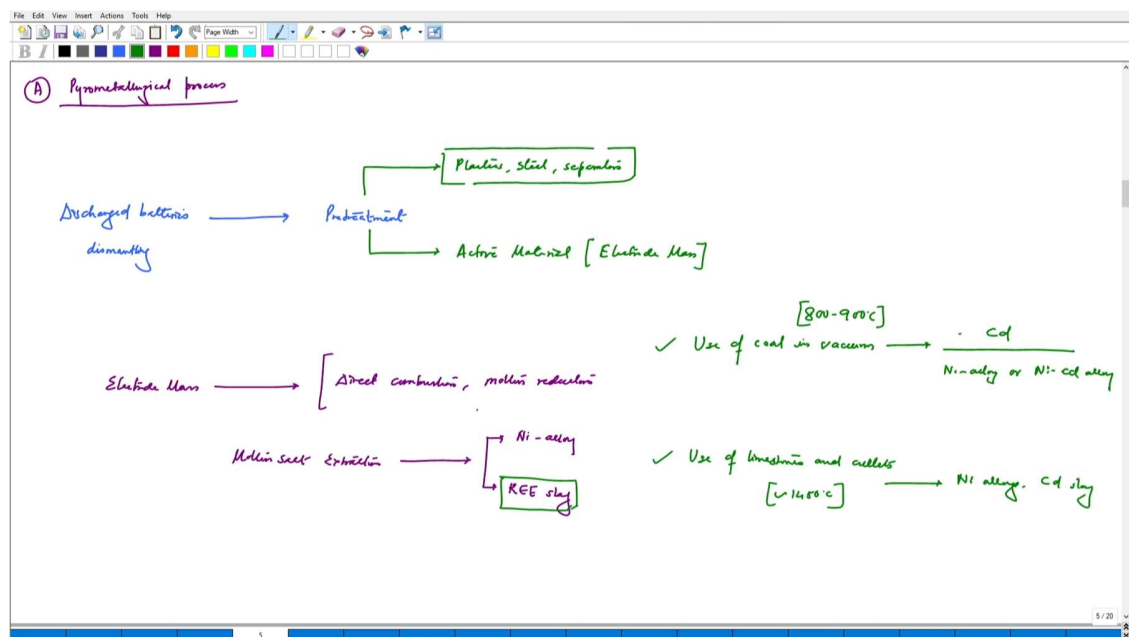 File Edit View Insert Actions Tools Help
Page Width
B I
A Pyrometallurgical process
Plastics, steel, separators
Discharged batteries Pretreatment
dismantling
Active Material [Electrode Mass]
[800-900°C]
✓ Use of coal in vacuum Cd
Ni-alloy or Ni-Cd alloy
Electrode Mass Direct combustion, molten reduction
Ni-alloy
Molten salt Extraction
REE slag
✓ Use of limestones and cullets
[~1450°C] Ni alloy, Cd slag
5 / 20
5